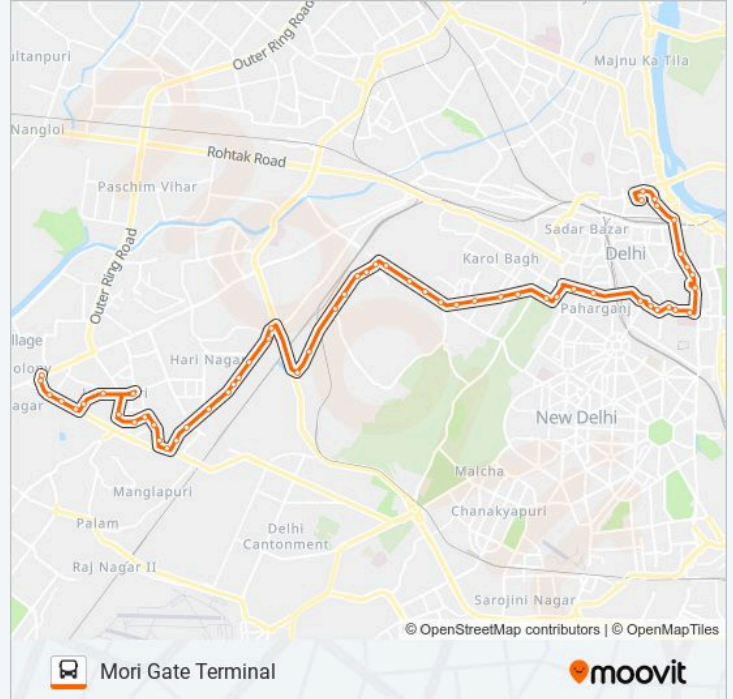 Outer Ring Road
Majnu Ka Tila
ultanpuri
Nangloi
Rohtak Road
Paschim Vihar
Sadar Bazar
Outer Ring Road
Karol Bagh
Delhi
Paharganj
llage
olony
Hari Nagar
agar
New Delhi
Malcha
Manglapuri
Chanakyapuri
Palam
Delhi
Cantonment
Raj Nagar II
Sarojini Nagar
© OpenStreetMap contributors | © OpenMapTiles
Mori Gate Terminal
moovit